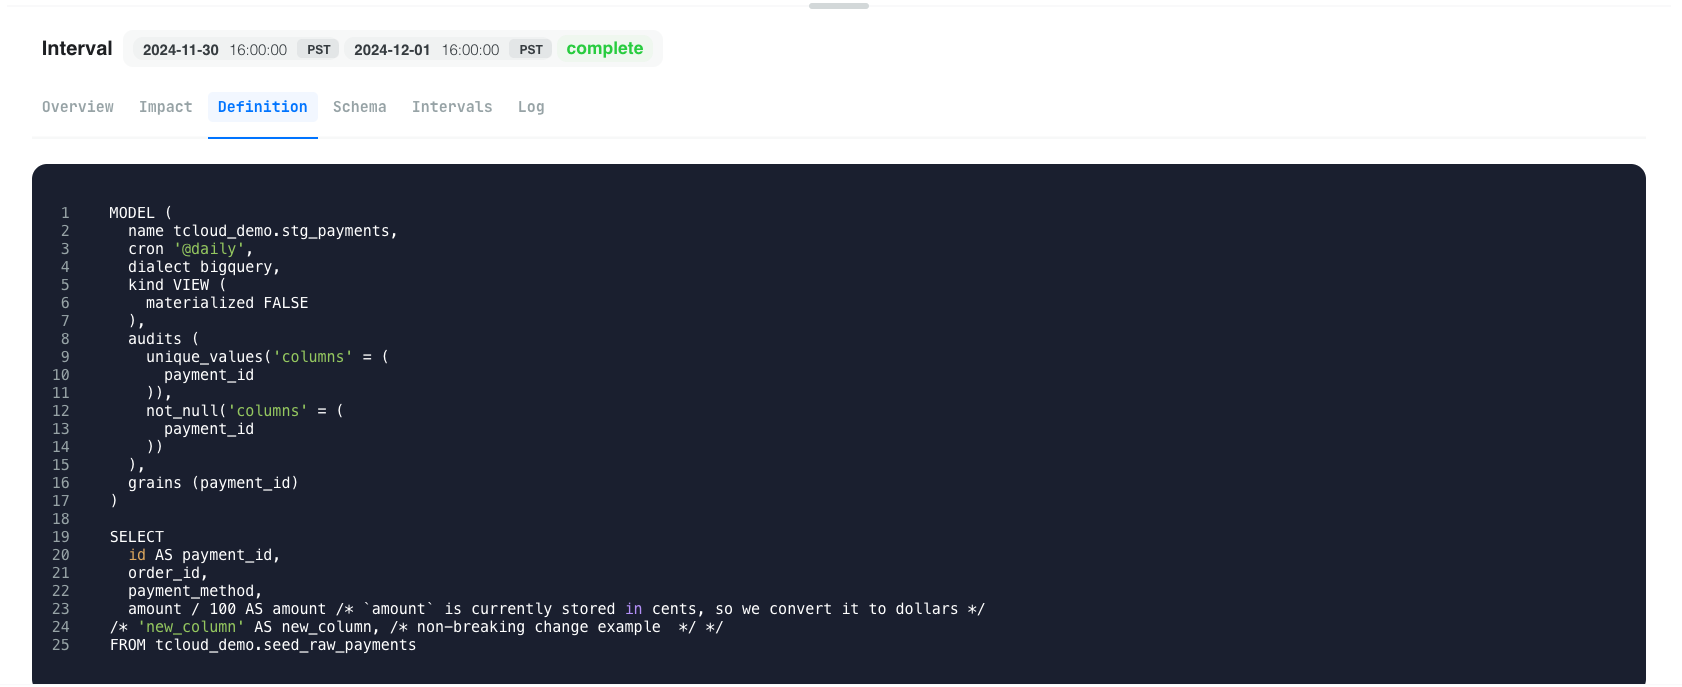 Interval 2024-11-30 16:00:00 PST 2024-12-01 16:00:00 PST complete
Overview Impact Definition Schema Intervals Log
1 MODEL (
2   name tcloud_demo.stg_payments,
3   cron '@daily',
4   dialect bigquery,
5   kind VIEW (
6     materialized FALSE
7   ),
8   audits (
9     unique_values('columns' = (
10       payment_id
11     )),
12     not_null('columns' = (
13       payment_id
14     ))
15   ),
16   grains (payment_id)
17 )
18
19 SELECT
20   id AS payment_id,
21   order_id,
22   payment_method,
23   amount / 100 AS amount /* `amount` is currently stored in cents, so we convert it to dollars */
24 /* 'new_column' AS new_column, /* non-breaking change example  */ */
25 FROM tcloud_demo.seed_raw_payments